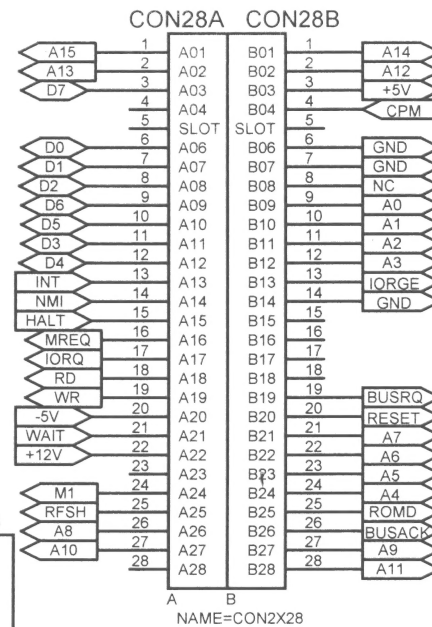 CON28A CON28B
A15 1 A01 B01 1 A14
A13 2 A02 B02 2 A12
D7 3 A03 B03 3 +5V
4 A04 B04 4 CPM
5 SLOT SLOT 5
D0 6 A06 B06 6 GND
D1 7 A07 B07 7 GND
D2 8 A08 B08 8 NC
D6 9 A09 B09 9 A0
D5 10 A10 B10 10 A1
D3 11 A11 B11 11 A2
D4 12 A12 B12 12 A3
INT 13 A13 B13 13 IORGE
NMI 14 A14 B14 14 GND
HALT 15 A15 B15 15
MREQ 16 A16 B16 16
IORQ 17 A17 B17 17
RD 18 A18 B18 18
WR 19 A19 B19 19 BUSRQ
-5V 20 A20 B20 20 RESET
WAIT 21 A21 B21 21 A7
+12V 22 A22 B22 22 A6
23 A23 B23 23 A5
M1 24 A24 B24 24 A4
RFSH 25 A25 B25 25 ROMD
A8 26 A26 B26 26 BUSACK
A10 27 A27 B27 27 A9
28 A28 B28 28 A11
A B
NAME=CON2X28